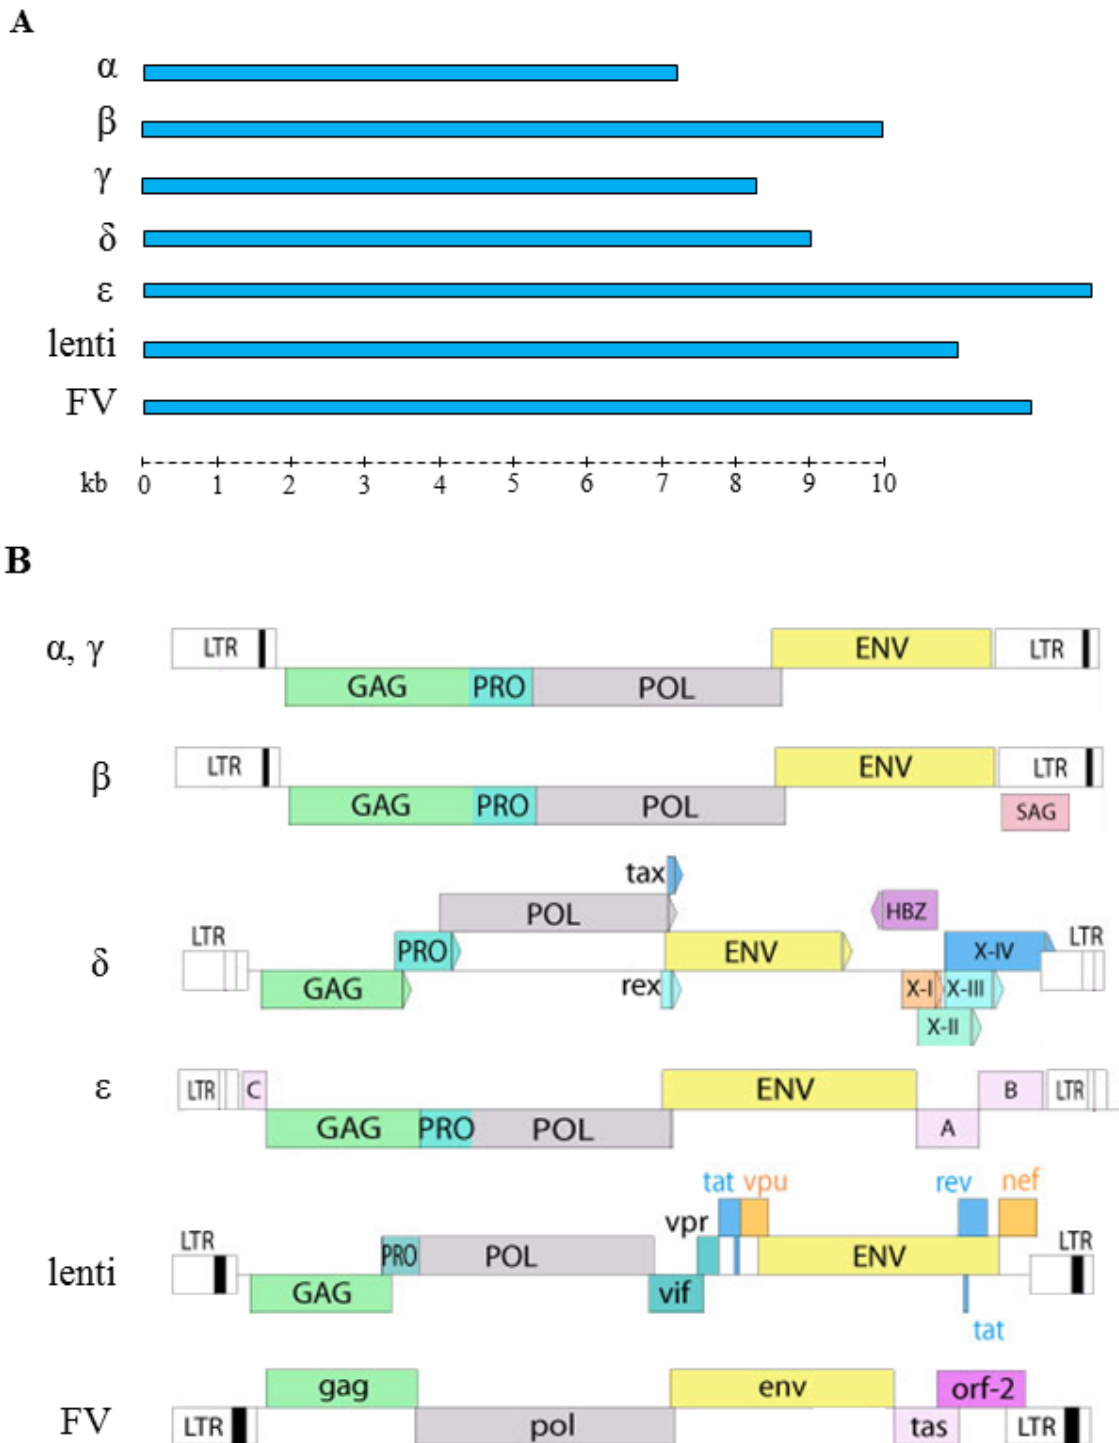 A
α
β
γ
δ
ε
lenti
FV
kb 0 1 2 3 4 5 6 7 8 9 10
B
α, γ LTR ENV LTR
GAG PRO POL
β LTR ENV LTR
GAG PRO POL SAG
tax
POL HBZ
LTR PRO ENV X-IV LTR
δ
GAG rex X-I X-III
X-II
ε LTR C ENV B LTR
GAG PRO POL A
tat vpu rev nef
LTR vpr LTR
PRO POL ENV
lenti GAG vif
tat
gag env orf-2
FV LTR pol tas LTR